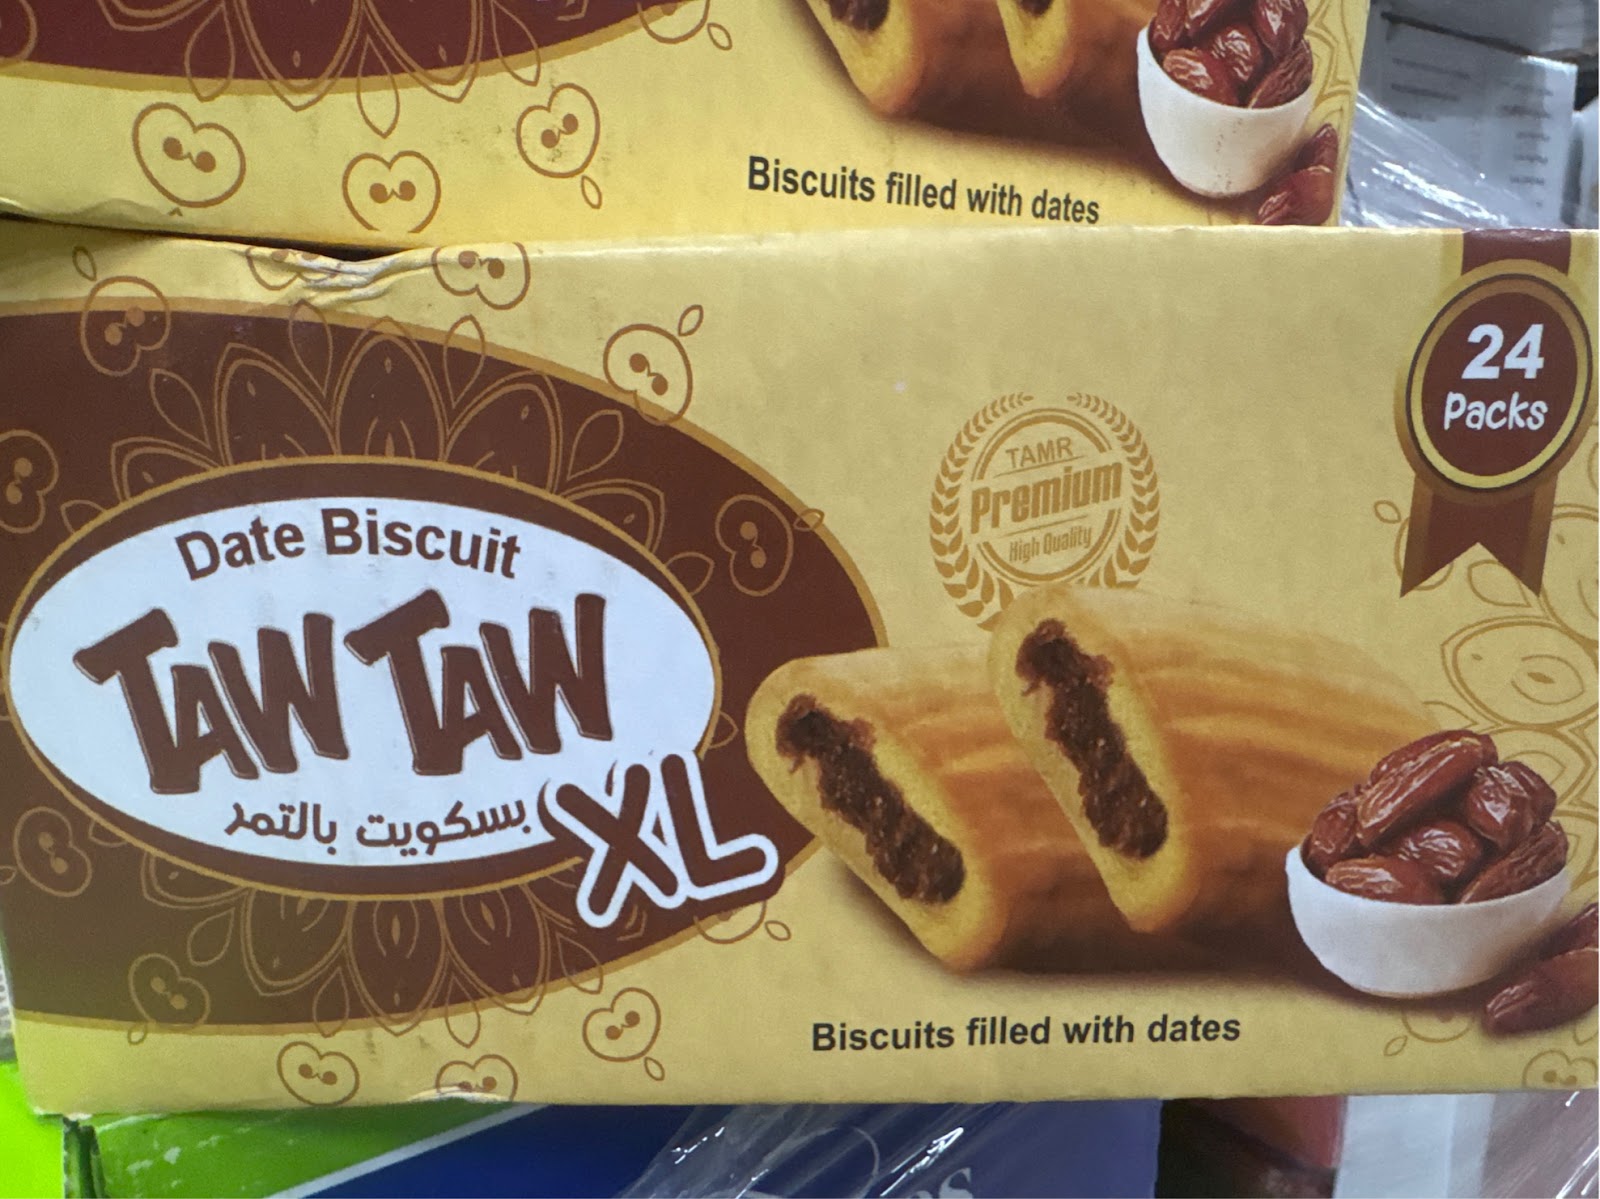 Biscuits filled with dates
24
Packs
TAMR
Premium
High Quality
Date Biscuit
TAW TAW
XL
بسكويت بالتمر
Biscuits filled with dates